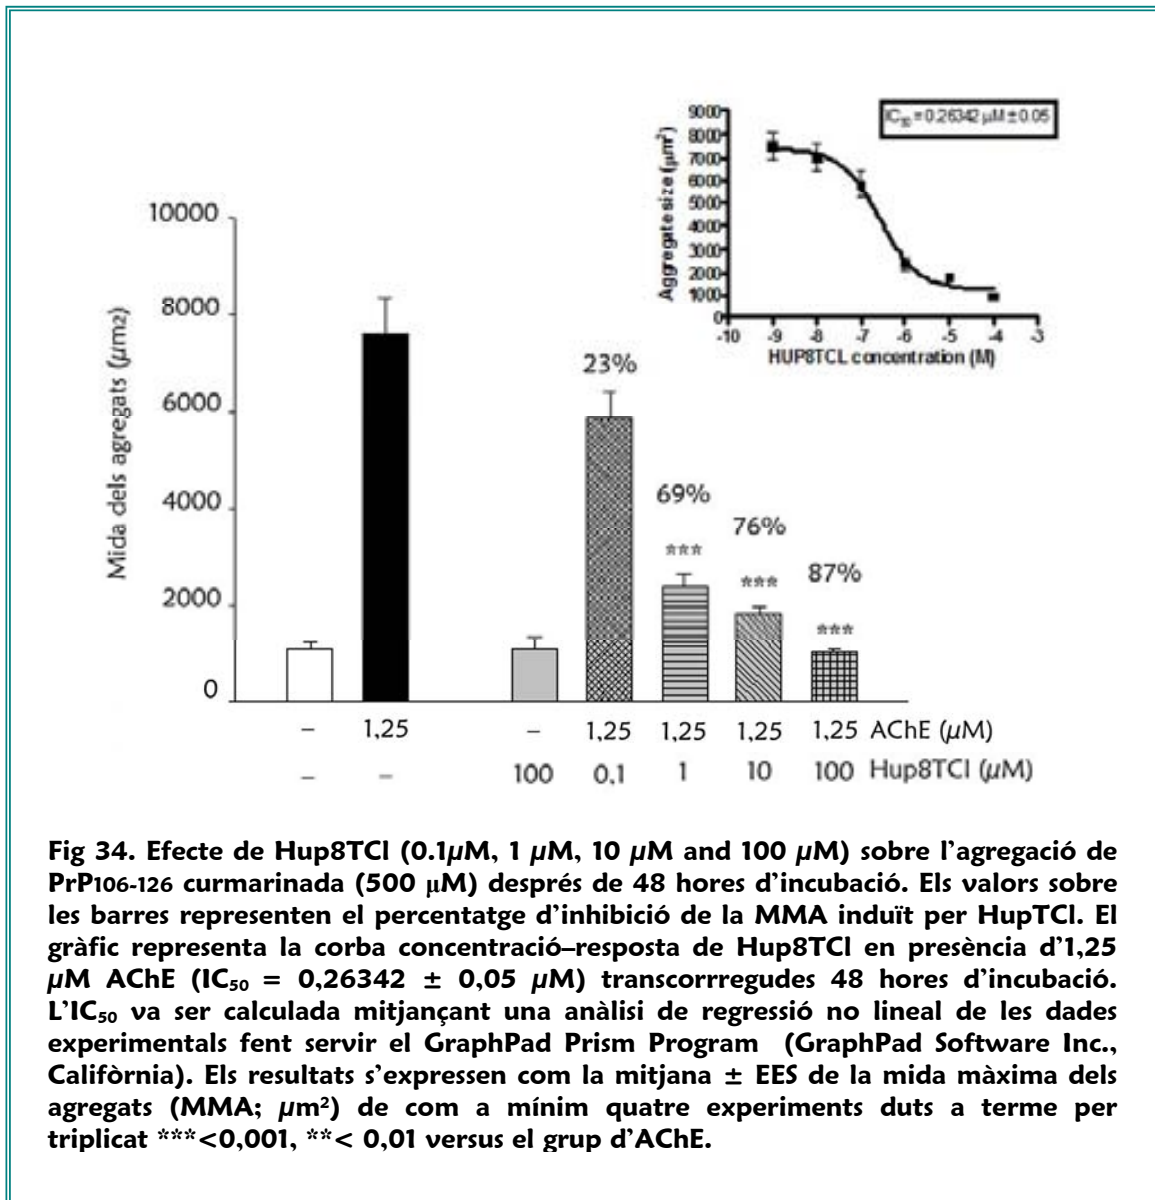 9000
8000
7000
6000
5000
4000
3000
2000
1000
0
Aggregate size (µm²)
IC50 = 0.26342 µM ± 0.05
-10 -9 -8 -7 -6 -5 -4 -3
HUP8TCL concentration (M)
10000
8000
6000
4000
2000
0
Mida dels agregats (µm2)
23%
69%
***
76%
***
87%
***
– 1,25 – 1,25 1,25 1,25 1,25 AChE (µM)
– – 100 0.1 1 10 100 Hup8TCl (µM)
Fig 34. Efecte de Hup8TCl (0.1µM, 1 µM, 10 µM and 100 µM) sobre l’agregació de
PrP106-126 curmarinada (500 µM) després de 48 hores d’incubació. Els valors sobre
les barres representen el percentatge d’inhibició de la MMA induït per HupTCl. El
gràfic representa la corba concentració–resposta de Hup8TCl en presència d’1,25
µM AChE (IC50 = 0,26342 ± 0,05 µM) transcorrregudes 48 hores d’incubació.
L’IC50 va ser calculada mitjançant una anàlisi de regressió no lineal de les dades
experimentals fent servir el GraphPad Prism Program (GraphPad Software Inc.,
Califòrnia). Els resultats s’expressen com la mitjana ± EES de la mida màxima dels
agregats (MMA; µm²) de com a mínim quatre experiments duts a terme per
triplicat ***<0,001, **< 0,01 versus el grup d’AChE.